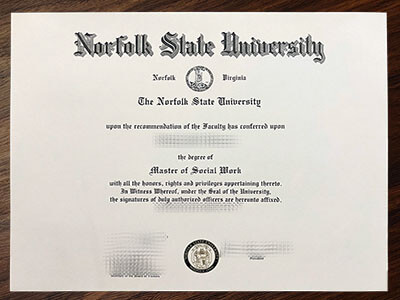 Norfolk State University
Norfolk Virginia
The Norfolk State University
upon the recommendation of the Faculty has conferred upon
the degree of
Master of Social Work
with all the honors, rights and privileges appertaining thereto.
In Witness Whereof, under the Seal of the University,
the signatures of duly authorized officers are hereunto affixed.